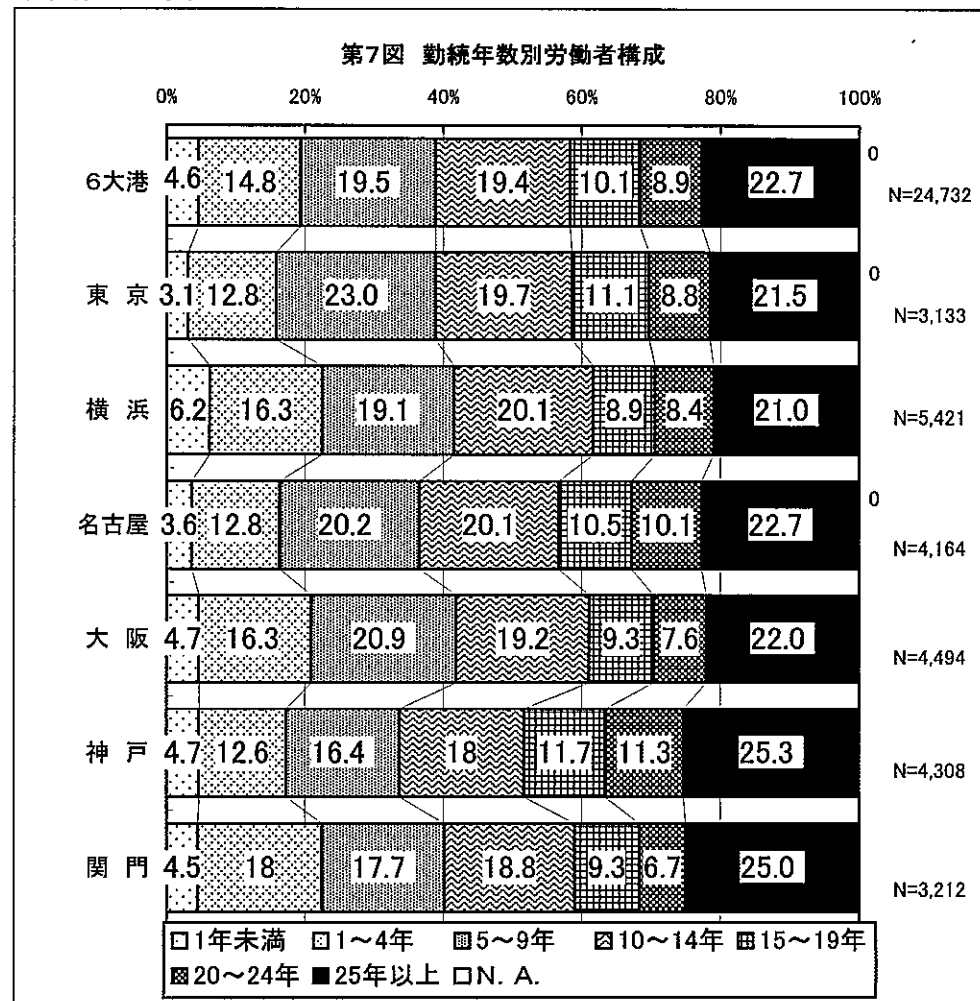 第7図 勤続年数別労働者構成
0% 20% 40% 60% 80% 100%
6大港 4.6 14.8 19.5 19.4 10.1 8.9 22.7 0
N=24,732
東 京 3.1 12.8 23.0 19.7 11.1 8.8 21.5 0
N=3,133
横 浜 6.2 16.3 19.1 20.1 8.9 8.4 21.0
N=5,421
名古屋 3.6 12.8 20.2 20.1 10.5 10.1 22.7 0
N=4,164
大 阪 4.7 16.3 20.9 19.2 9.3 7.6 22.0
N=4,494
神 戸 4.7 12.6 16.4 18 11.7 11.3 25.3
N=4,308
関 門 4.5 18 17.7 18.8 9.3 6.7 25.0
N=3,212
1年未満 1～4年 5～9年 10～14年 15～19年
20～24年 25年以上 N. A.